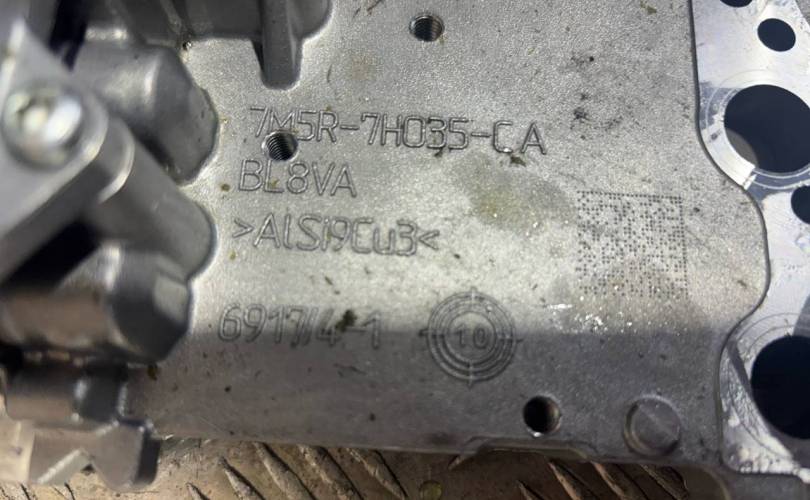 7M5R-7H035-CA
BL8VA
>AlSi9Cu3<
6917/4-1
10